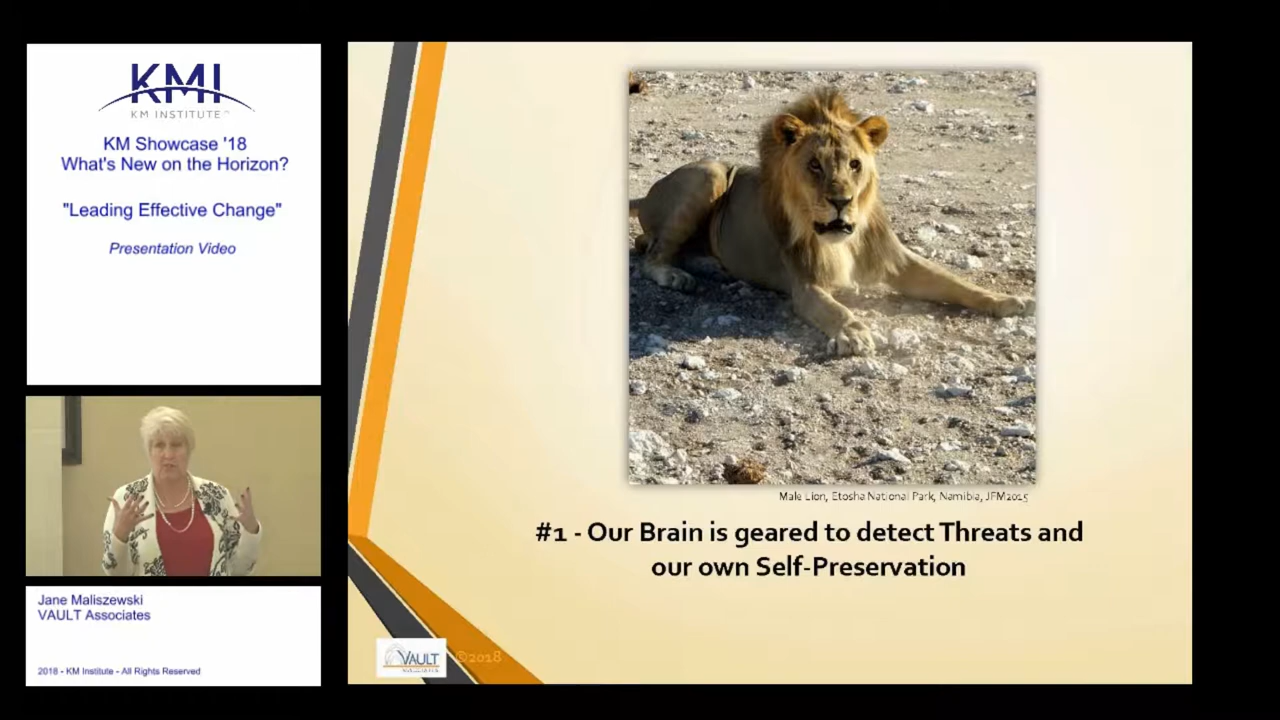 KMI
KM INSTITUTE
KM Showcase '18
What's New on the Horizon?
"Leading Effective Change"
Presentation Video
Jane Maliszewski
VAULT Associates
2018 - KM Institute - All Rights Reserved
Male Lion, Etosha National Park, Namibia, JFM2015
#1 - Our Brain is geared to detect Threats and
our own Self-Preservation
VAULT
©2018